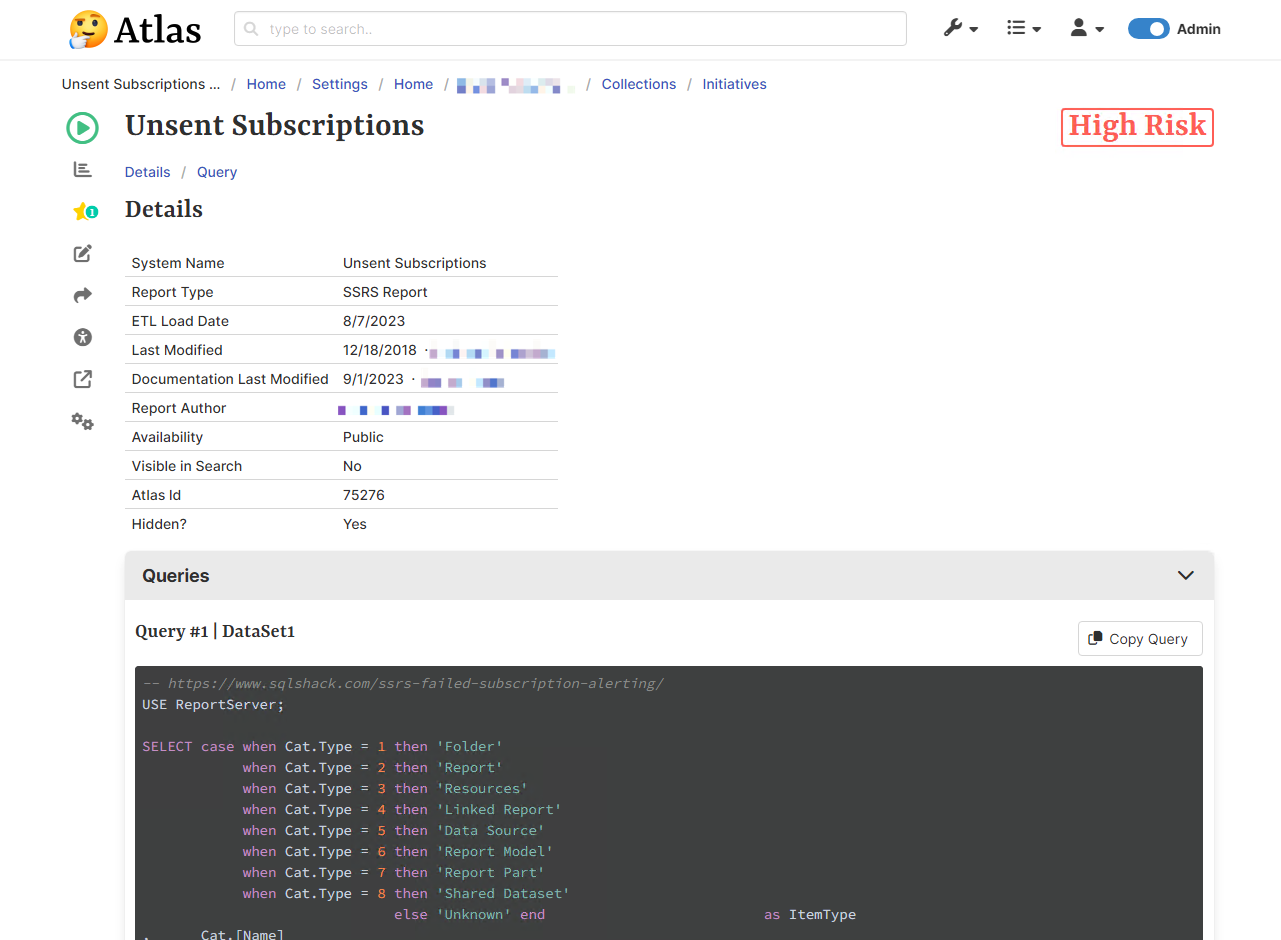 Atlas
type to search..
Admin
Unsent Subscriptions ... / Home / Settings / Home / / Collections / Initiatives
Unsent Subscriptions
High Risk
Details / Query
1
Details
System Name Unsent Subscriptions
Report Type SSRS Report
ETL Load Date 8/7/2023
Last Modified 12/18/2018 ·
Documentation Last Modified 9/1/2023 ·
Report Author
Availability Public
Visible in Search No
Atlas Id 75276
Hidden? Yes
Queries
Query #1 | DataSet1
Copy Query
-- https://www.sqlshack.com/ssrs-failed-subscription-alerting/
USE ReportServer;
SELECT case when Cat.Type = 1 then 'Folder'
when Cat.Type = 2 then 'Report'
when Cat.Type = 3 then 'Resources'
when Cat.Type = 4 then 'Linked Report'
when Cat.Type = 5 then 'Data Source'
when Cat.Type = 6 then 'Report Model'
when Cat.Type = 7 then 'Report Part'
when Cat.Type = 8 then 'Shared Dataset'
else 'Unknown' end as ItemType
, Cat.[Name]